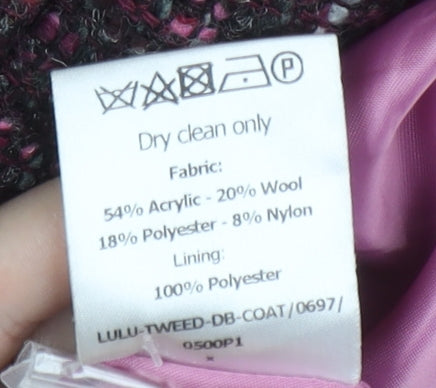 P
Dry clean only
Fabric:
54% Acrylic - 20% Wool
18% Polyester - 8% Nylon
Lining:
100% Polyester
LULU-TWEED-DB-COAT/0697/
0500P1